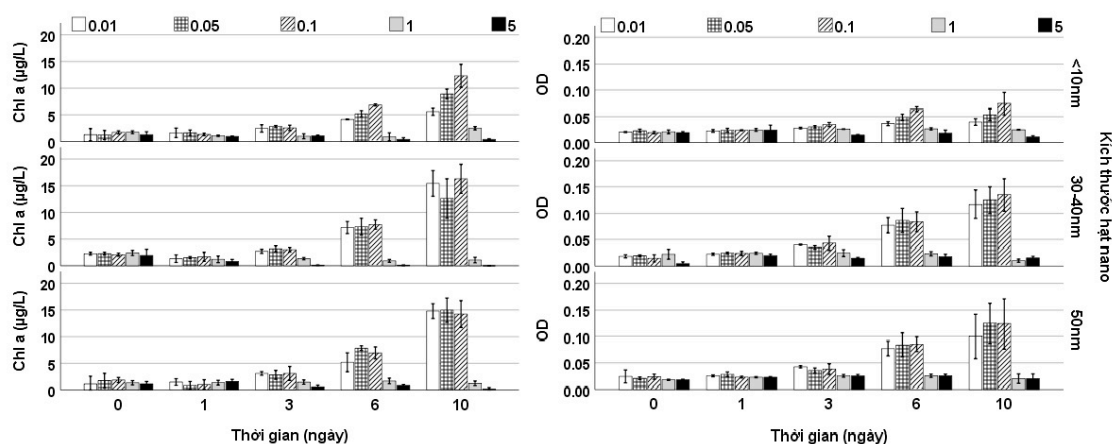 0.01 0.05 0.1 1 5
Chl a (µg/L)
20
15
10
5
0
Chl a (µg/L)
20
15
10
5
0
Chl a (µg/L)
20
15
10
5
0
0 1 3 6 10
Thời gian (ngày)
0.01 0.05 0.1 1 5
OD
0.20
0.15
0.10
0.05
0.00
<10nm
OD
0.20
0.15
0.10
0.05
0.00
30-40nm
OD
0.20
0.15
0.10
0.05
0.00
50nm
Kích thước hạt nano
0 1 3 6 10
Thời gian (ngày)